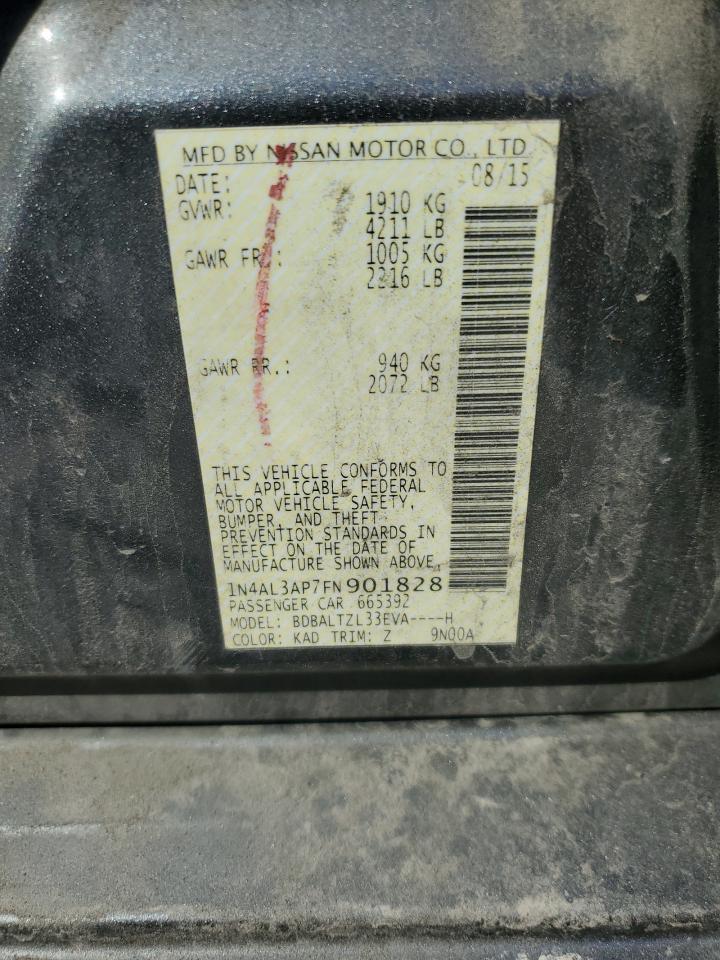 MFD BY NISSAN MOTOR CO., LTD
DATE: 08/15
GVWR: 1910 KG
4211 LB
GAWR FR.: 1005 KG
2216 LB
GAWR RR.: 940 KG
2072 LB
THIS VEHICLE CONFORMS TO
ALL APPLICABLE FEDERAL
MOTOR VEHICLE SAFETY,
BUMPER, AND THEFT
PREVENTION STANDARDS IN
EFFECT ON THE DATE OF
MANUFACTURE SHOWN ABOVE.
1N4AL3AP7FN901828
PASSENGER CAR 665392
MODEL: BDBALTZL33EVA----H
COLOR: KAD TRIM: Z 9N00A